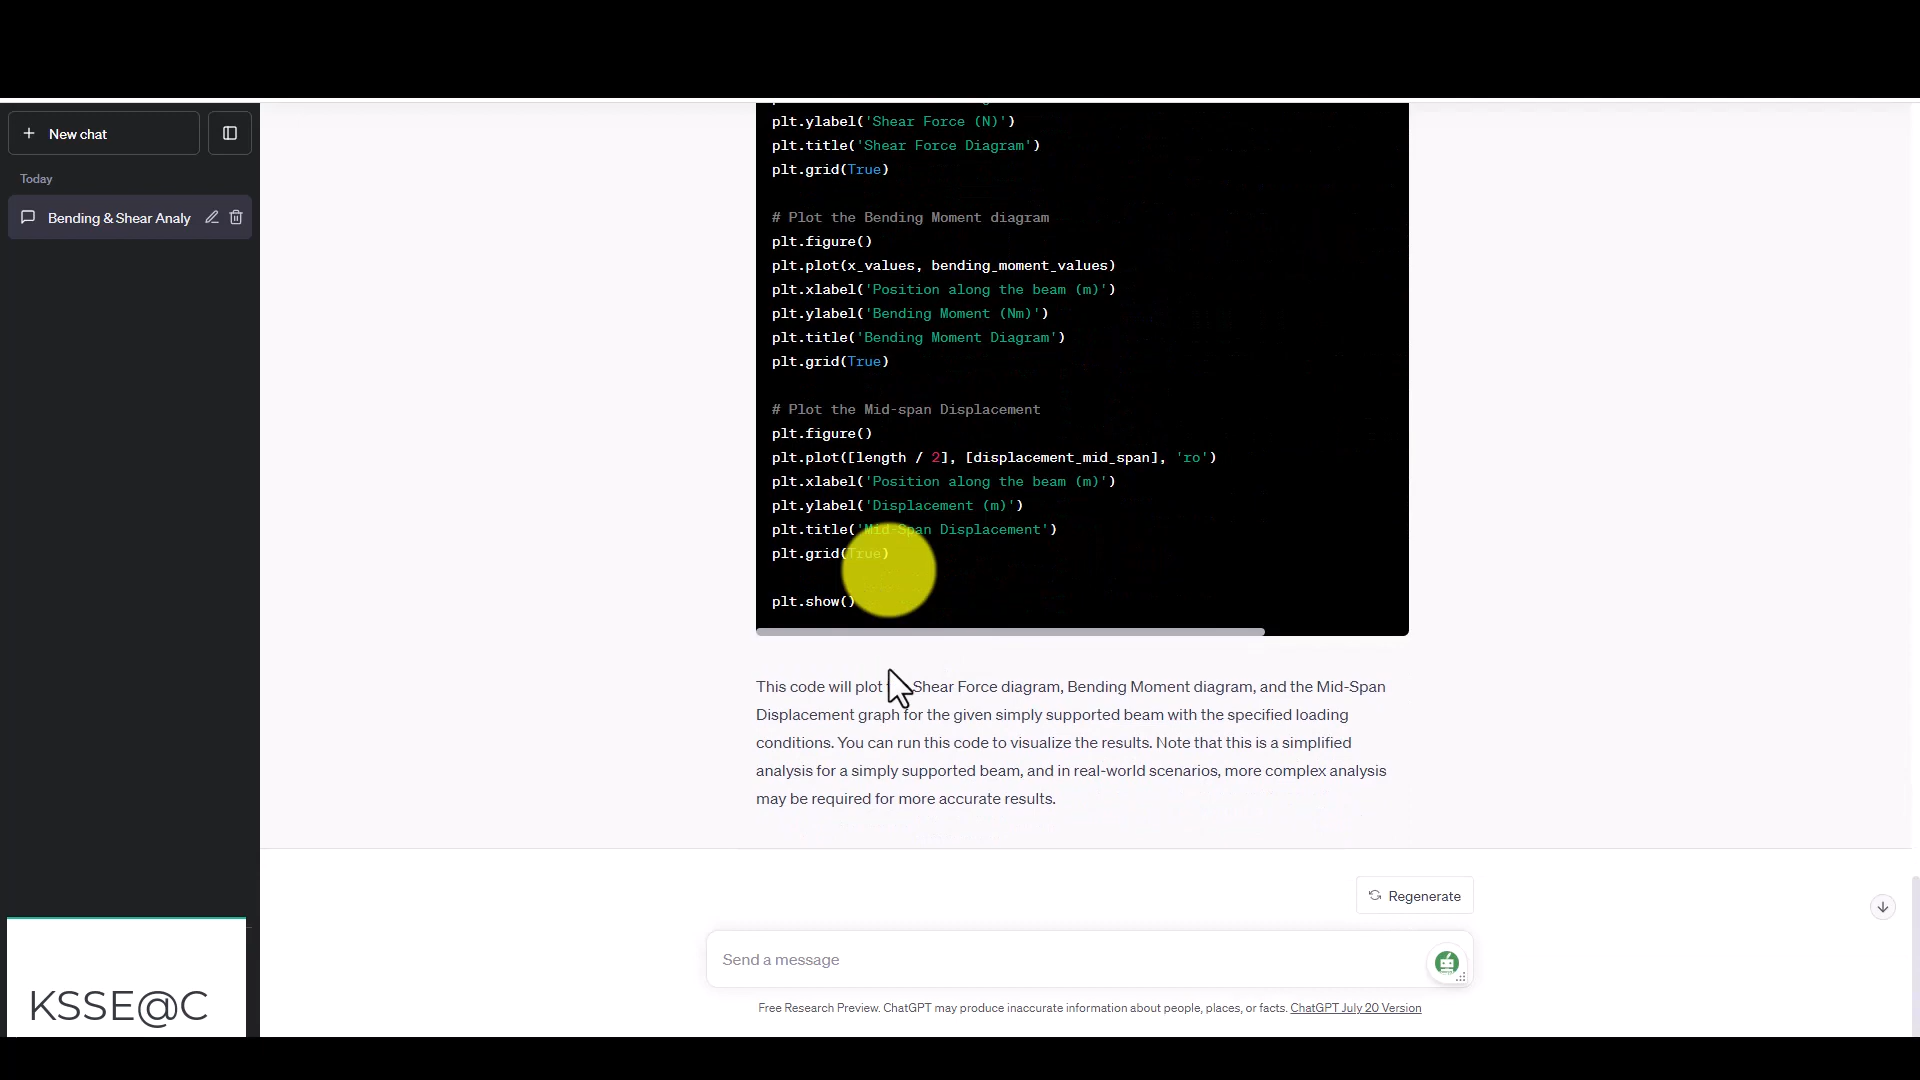 New chat
Today
Bending & Shear Analy
plt.ylabel('Shear Force (N)')
plt.title('Shear Force Diagram')
plt.grid(True)
# Plot the Bending Moment diagram
plt.figure()
plt.plot(x_values, bending_moment_values)
plt.xlabel('Position along the beam (m)')
plt.ylabel('Bending Moment (Nm)')
plt.title('Bending Moment Diagram')
plt.grid(True)
# Plot the Mid-span Displacement
plt.figure()
plt.plot([length / 2], [displacement_mid_span], 'ro')
plt.xlabel('Position along the beam (m)')
plt.ylabel('Displacement (m)')
plt.title('Mid-Span Displacement')
plt.grid(True)
plt.show()
This code will plot Shear Force diagram, Bending Moment diagram, and the Mid-Span
Displacement graph for the given simply supported beam with the specified loading
conditions. You can run this code to visualize the results. Note that this is a simplified
analysis for a simply supported beam, and in real-world scenarios, more complex analysis
may be required for more accurate results.
Regenerate
Send a message
Free Research Preview. ChatGPT may produce inaccurate information about people, places, or facts. ChatGPT July 20 Version
KSSE@C